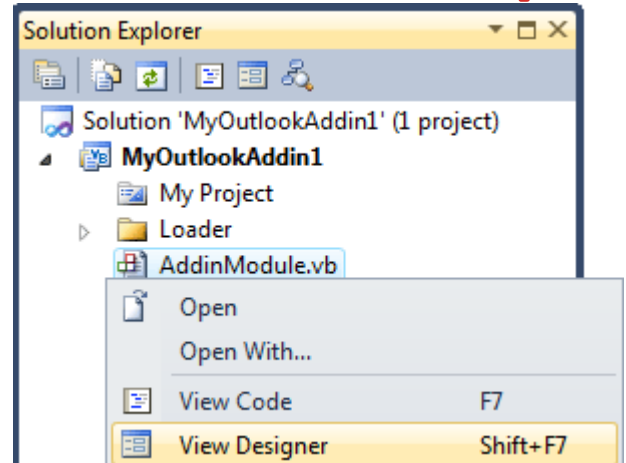 Solution Explorer
Solution 'MyOutlookAddin1' (1 project)
MyOutlookAddin1
My Project
Loader
AddinModule.vb
Open
Open With...
View Code F7
View Designer Shift+F7